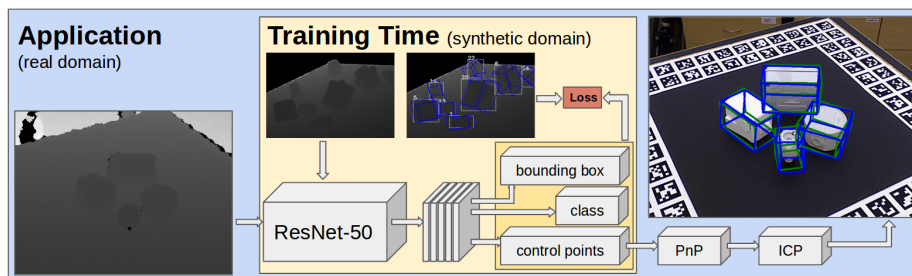 Application
(real domain)
Training Time (synthetic domain)
Loss
bounding box
class
control points
ResNet-50
PnP
ICP